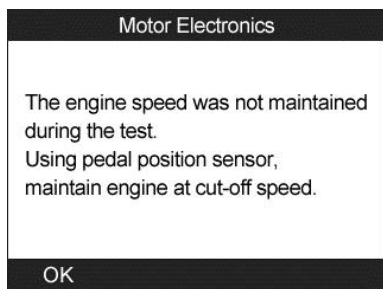 Motor Electronics
The engine speed was not maintained
during the test.
Using pedal position sensor,
maintain engine at cut-off speed.
OK